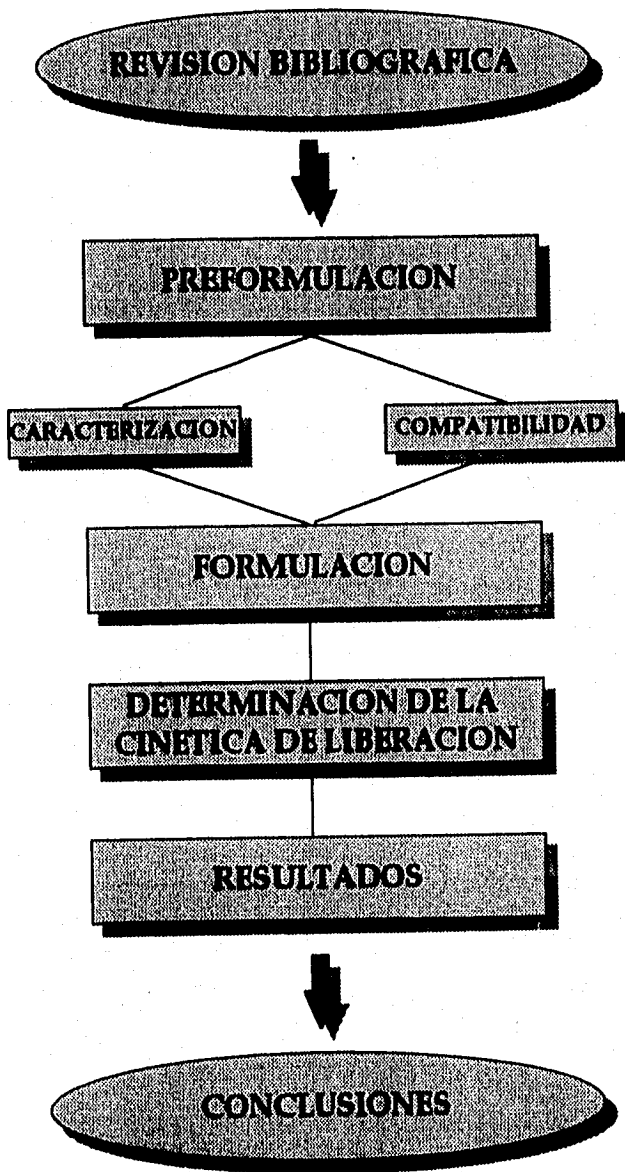 REVISION BIBLIOGRAFICA
PREFORMULACION
CARACTERIZACION
COMPATIBILIDAD
FORMULACION
DETERMINACION DE LA
CINETICA DE LIBERACION
RESULTADOS
CONCLUSIONES